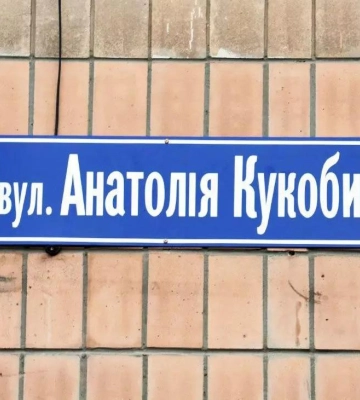 вул. Анатолія Кукоби